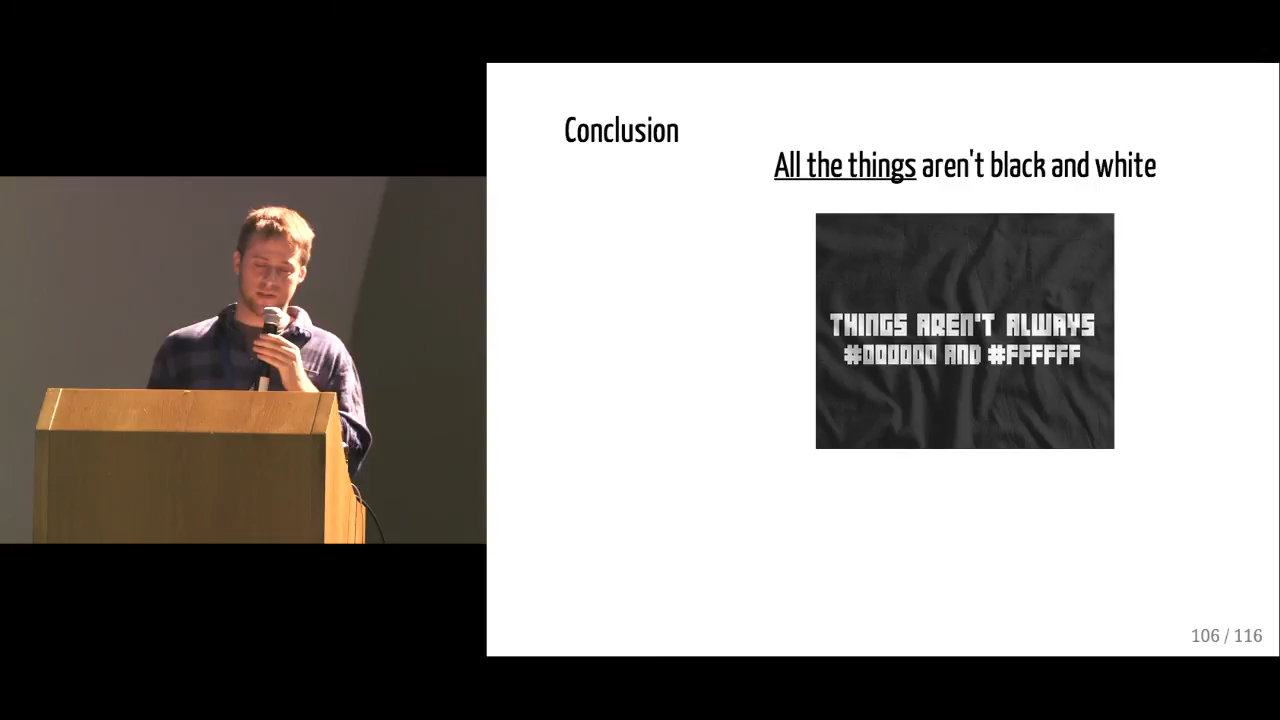 Conclusion
All the things aren't black and white
THINGS AREN'T ALWAYS
#000000 AND #FFFFFF
106 / 116